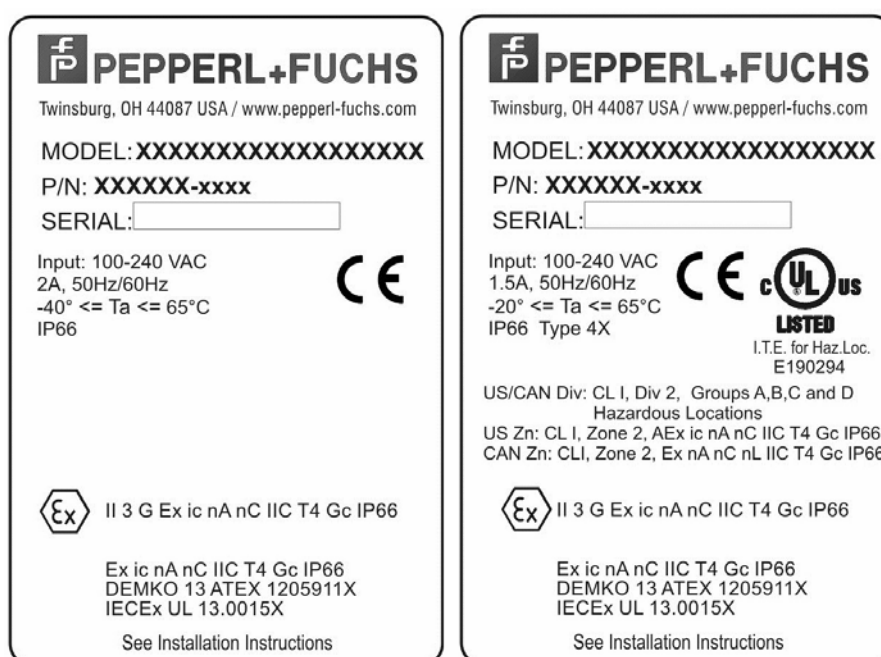 PEPPERL+FUCHS
Twinsburg, OH 44087 USA / www.pepperl-fuchs.com
MODEL: XXXXXXXXXXXXXXXXXX
P/N: XXXXXX-xxxx
SERIAL:
Input: 100-240 VAC
2A, 50Hz/60Hz
-40° <= Ta <= 65°C
IP66
CE
Ex II 3 G Ex ic nA nC IIC T4 Gc IP66
Ex ic nA nC IIC T4 Gc IP66
DEMKO 13 ATEX 1205911X
IECEx UL 13.0015X
See Installation Instructions
PEPPERL+FUCHS
Twinsburg, OH 44087 USA / www.pepperl-fuchs.com
MODEL: XXXXXXXXXXXXXXXXXX
P/N: XXXXXX-xxxx
SERIAL:
Input: 100-240 VAC
1.5A, 50Hz/60Hz
-20° <= Ta <= 65°C
IP66 Type 4X
CE
C UL US
®
LISTED
I.T.E. for Haz.Loc.
E190294
US/CAN Div: CL I, Div 2, Groups A,B,C and D
Hazardous Locations
US Zn: CL I, Zone 2, AEx ic nA nC IIC T4 Gc IP66
CAN Zn: CLI, Zone 2, Ex nA nC nL IIC T4 Gc IP66
Ex II 3 G Ex ic nA nC IIC T4 Gc IP66
Ex ic nA nC IIC T4 Gc IP66
DEMKO 13 ATEX 1205911X
IECEx UL 13.0015X
See Installation Instructions